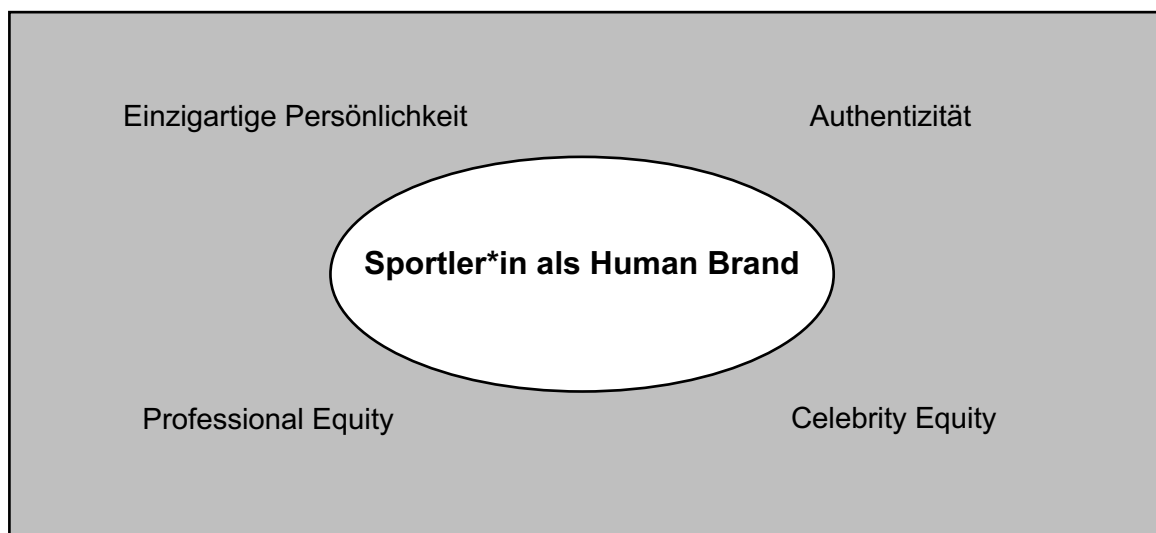 Einzigartige Persönlichkeit
Authentizität
Sportler*in als Human Brand
Professional Equity
Celebrity Equity